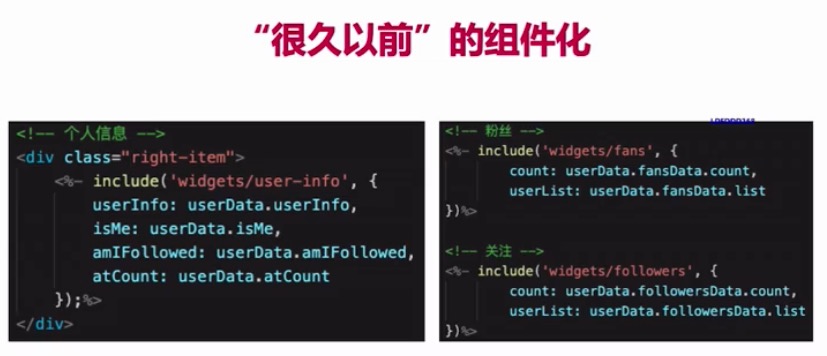 “很久以前”的组件化
<!-- 个人信息 -->
<div class="right-item">
<%- include('widgets/user-info', {
userInfo: userData.userInfo,
isMe: userData.isMe,
amIFollowed: userData.amIFollowed,
atCount: userData.atCount
});%>
</div>
<!-- 粉丝 -->
<%- include('widgets/fans', {
count: userData.fansData.count,
userList: userData.fansData.list
})%>
<!-- 关注 -->
<%- include('widgets/followers', {
count: userData.followersData.count,
userList: userData.followersData.list
})%>